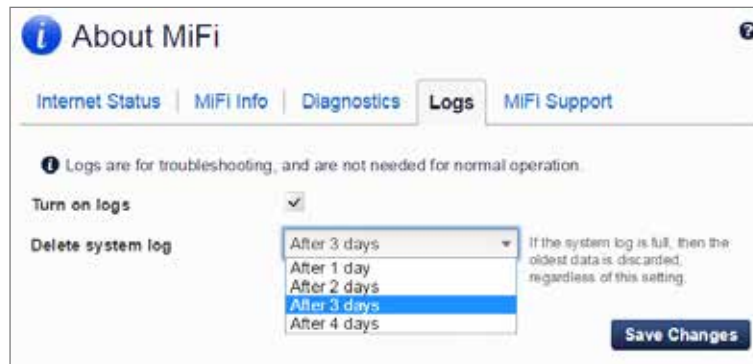 About MiFi
Internet Status MiFi Info Diagnostics Logs MiFi Support
Logs are for troubleshooting, and are not needed for normal operation.
Turn on logs
Delete system log After 3 days
If the system log is full, then the
oldest data is discarded,
regardless of this setting.
After 1 day
After 2 days
After 3 days
After 4 days
Save Changes